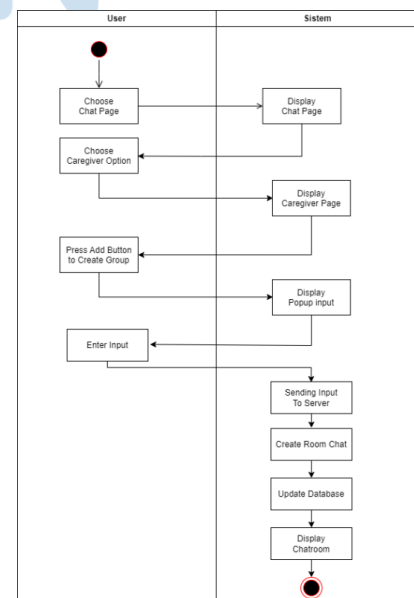 User
Sistem
Choose
Chat Page
Display
Chat Page
Choose
Caregiver Option
Display
Caregiver Page
Press Add Button
to Create Group
Display
Popup input
Enter Input
Sending Input
To Server
Create Room Chat
Update Database
Display
Chatroom